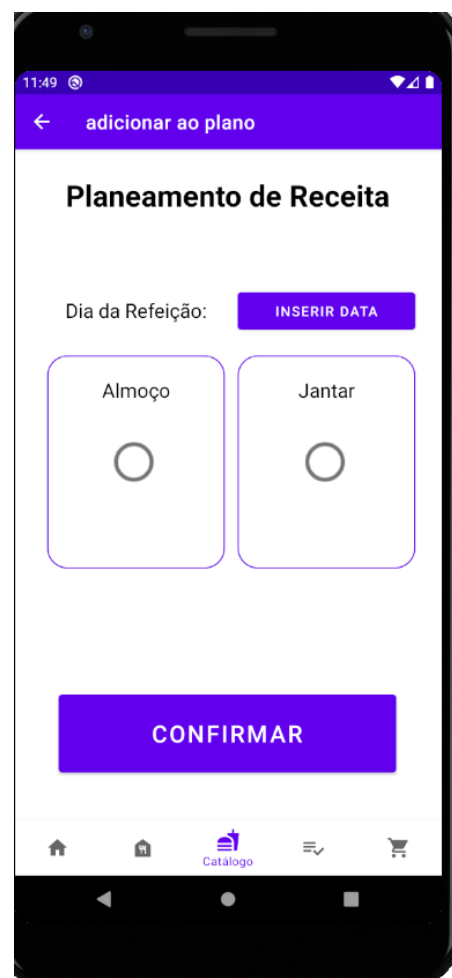 11:49
adicionar ao plano
Planeamento de Receita
Dia da Refeição:
INSERIR DATA
Almoço
Jantar
CONFIRMAR
Catálogo